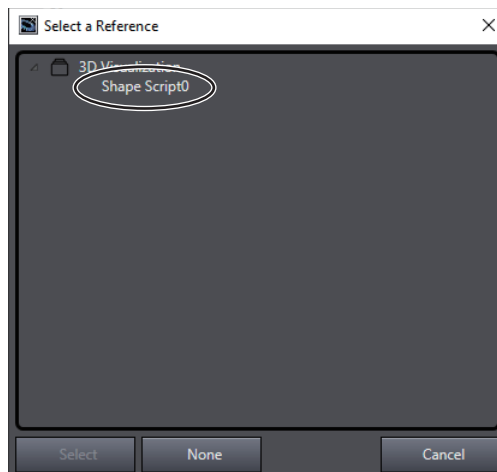 Select a Reference
3D Visualization
Shape Script0
Select
None
Cancel